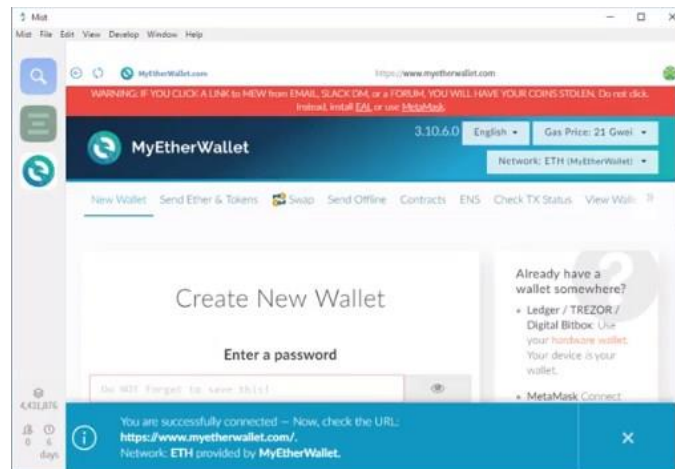 Mist
Mist File Edit View Develop Window Help
MyEtherWallet.com
https://www.myetherwallet.com
WARNING: IF YOU CLICK A LINK to MEW from EMAIL, SLACK DM, or a FORUM, YOU WILL HAVE YOUR COINS STOLEN. Do not click.
Instead, install EAL or use MetaMask.
3.10.6.0 English Gas Price: 21 Gwei
MyEtherWallet
Network: ETH (MyEtherWallet)
New Wallet Send Ether & Tokens Swap Send Offline Contracts ENS Check TX Status View
Already have a
wallet somewhere?
Create New Wallet
Ledger / TREZOR /
Digital Bitbox: Use
your hardware wallet.
Your device is your
wallet.
Enter a password
Do NOT forget to save this!
MetaMask Connect
You are successfully connected — Now, check the URL:
https://www.myetherwallet.com/.
Network: ETH provided by MyEtherWallet.
0 6
days